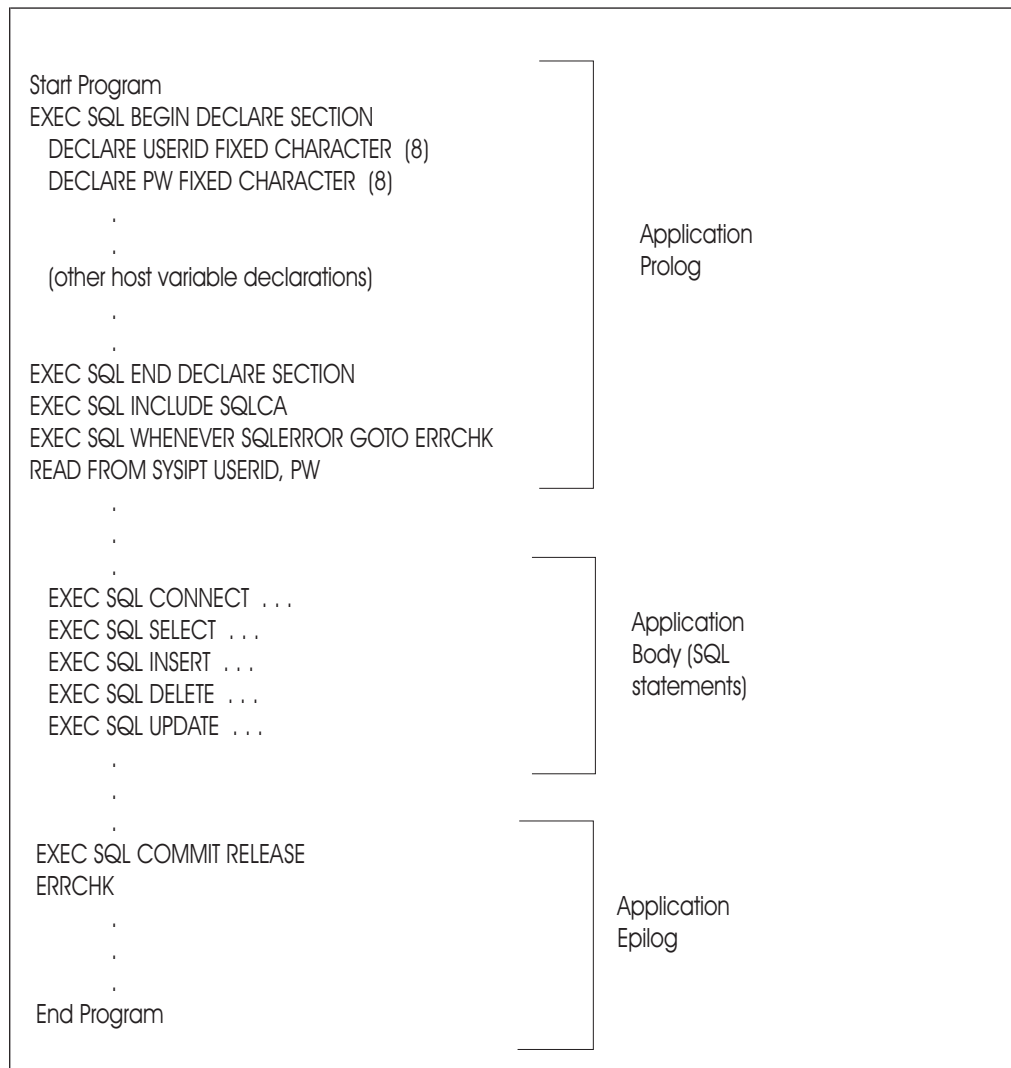 Start Program
EXEC SQL BEGIN DECLARE SECTION
DECLARE USERID FIXED CHARACTER (8)
DECLARE PW FIXED CHARACTER (8)
.
.
(other host variable declarations)
.
.
EXEC SQL END DECLARE SECTION
EXEC SQL INCLUDE SQLCA
EXEC SQL WHENEVER SQLERROR GOTO ERRCHK
READ FROM SYSIPT USERID, PW
Application
Prolog
.
.
.
EXEC SQL CONNECT . . .
EXEC SQL SELECT . . .
EXEC SQL INSERT . . .
EXEC SQL DELETE . . .
EXEC SQL UPDATE . . .
Application
Body (SQL
statements)
.
.
.
EXEC SQL COMMIT RELEASE
ERRCHK
.
.
.
End Program
Application
Epilog